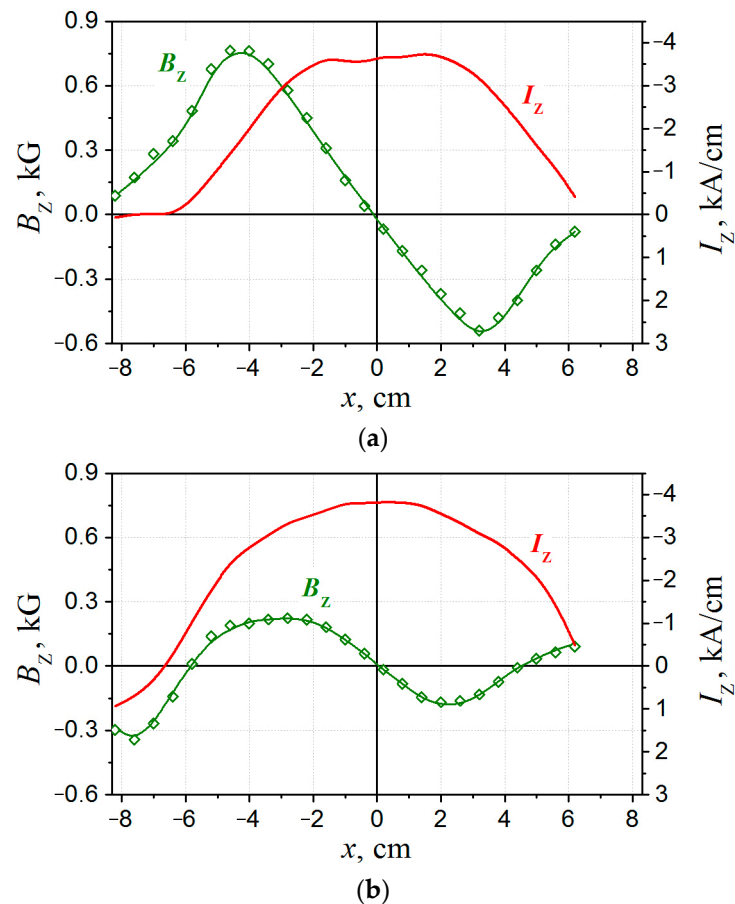 0.9
0.6
0.3
0.0
−0.3
−0.6
B_Z, kG
B_Z
I_Z
−4
−3
−2
−1
0
1
2
3
I_Z, kA/cm
−8 −6 −4 −2 0 2 4 6 8
x, cm
(a)
0.9
0.6
0.3
0.0
−0.3
−0.6
B_Z, kG
B_Z
I_Z
−4
−3
−2
−1
0
1
2
3
I_Z, kA/cm
−8 −6 −4 −2 0 2 4 6 8
x, cm
(b)